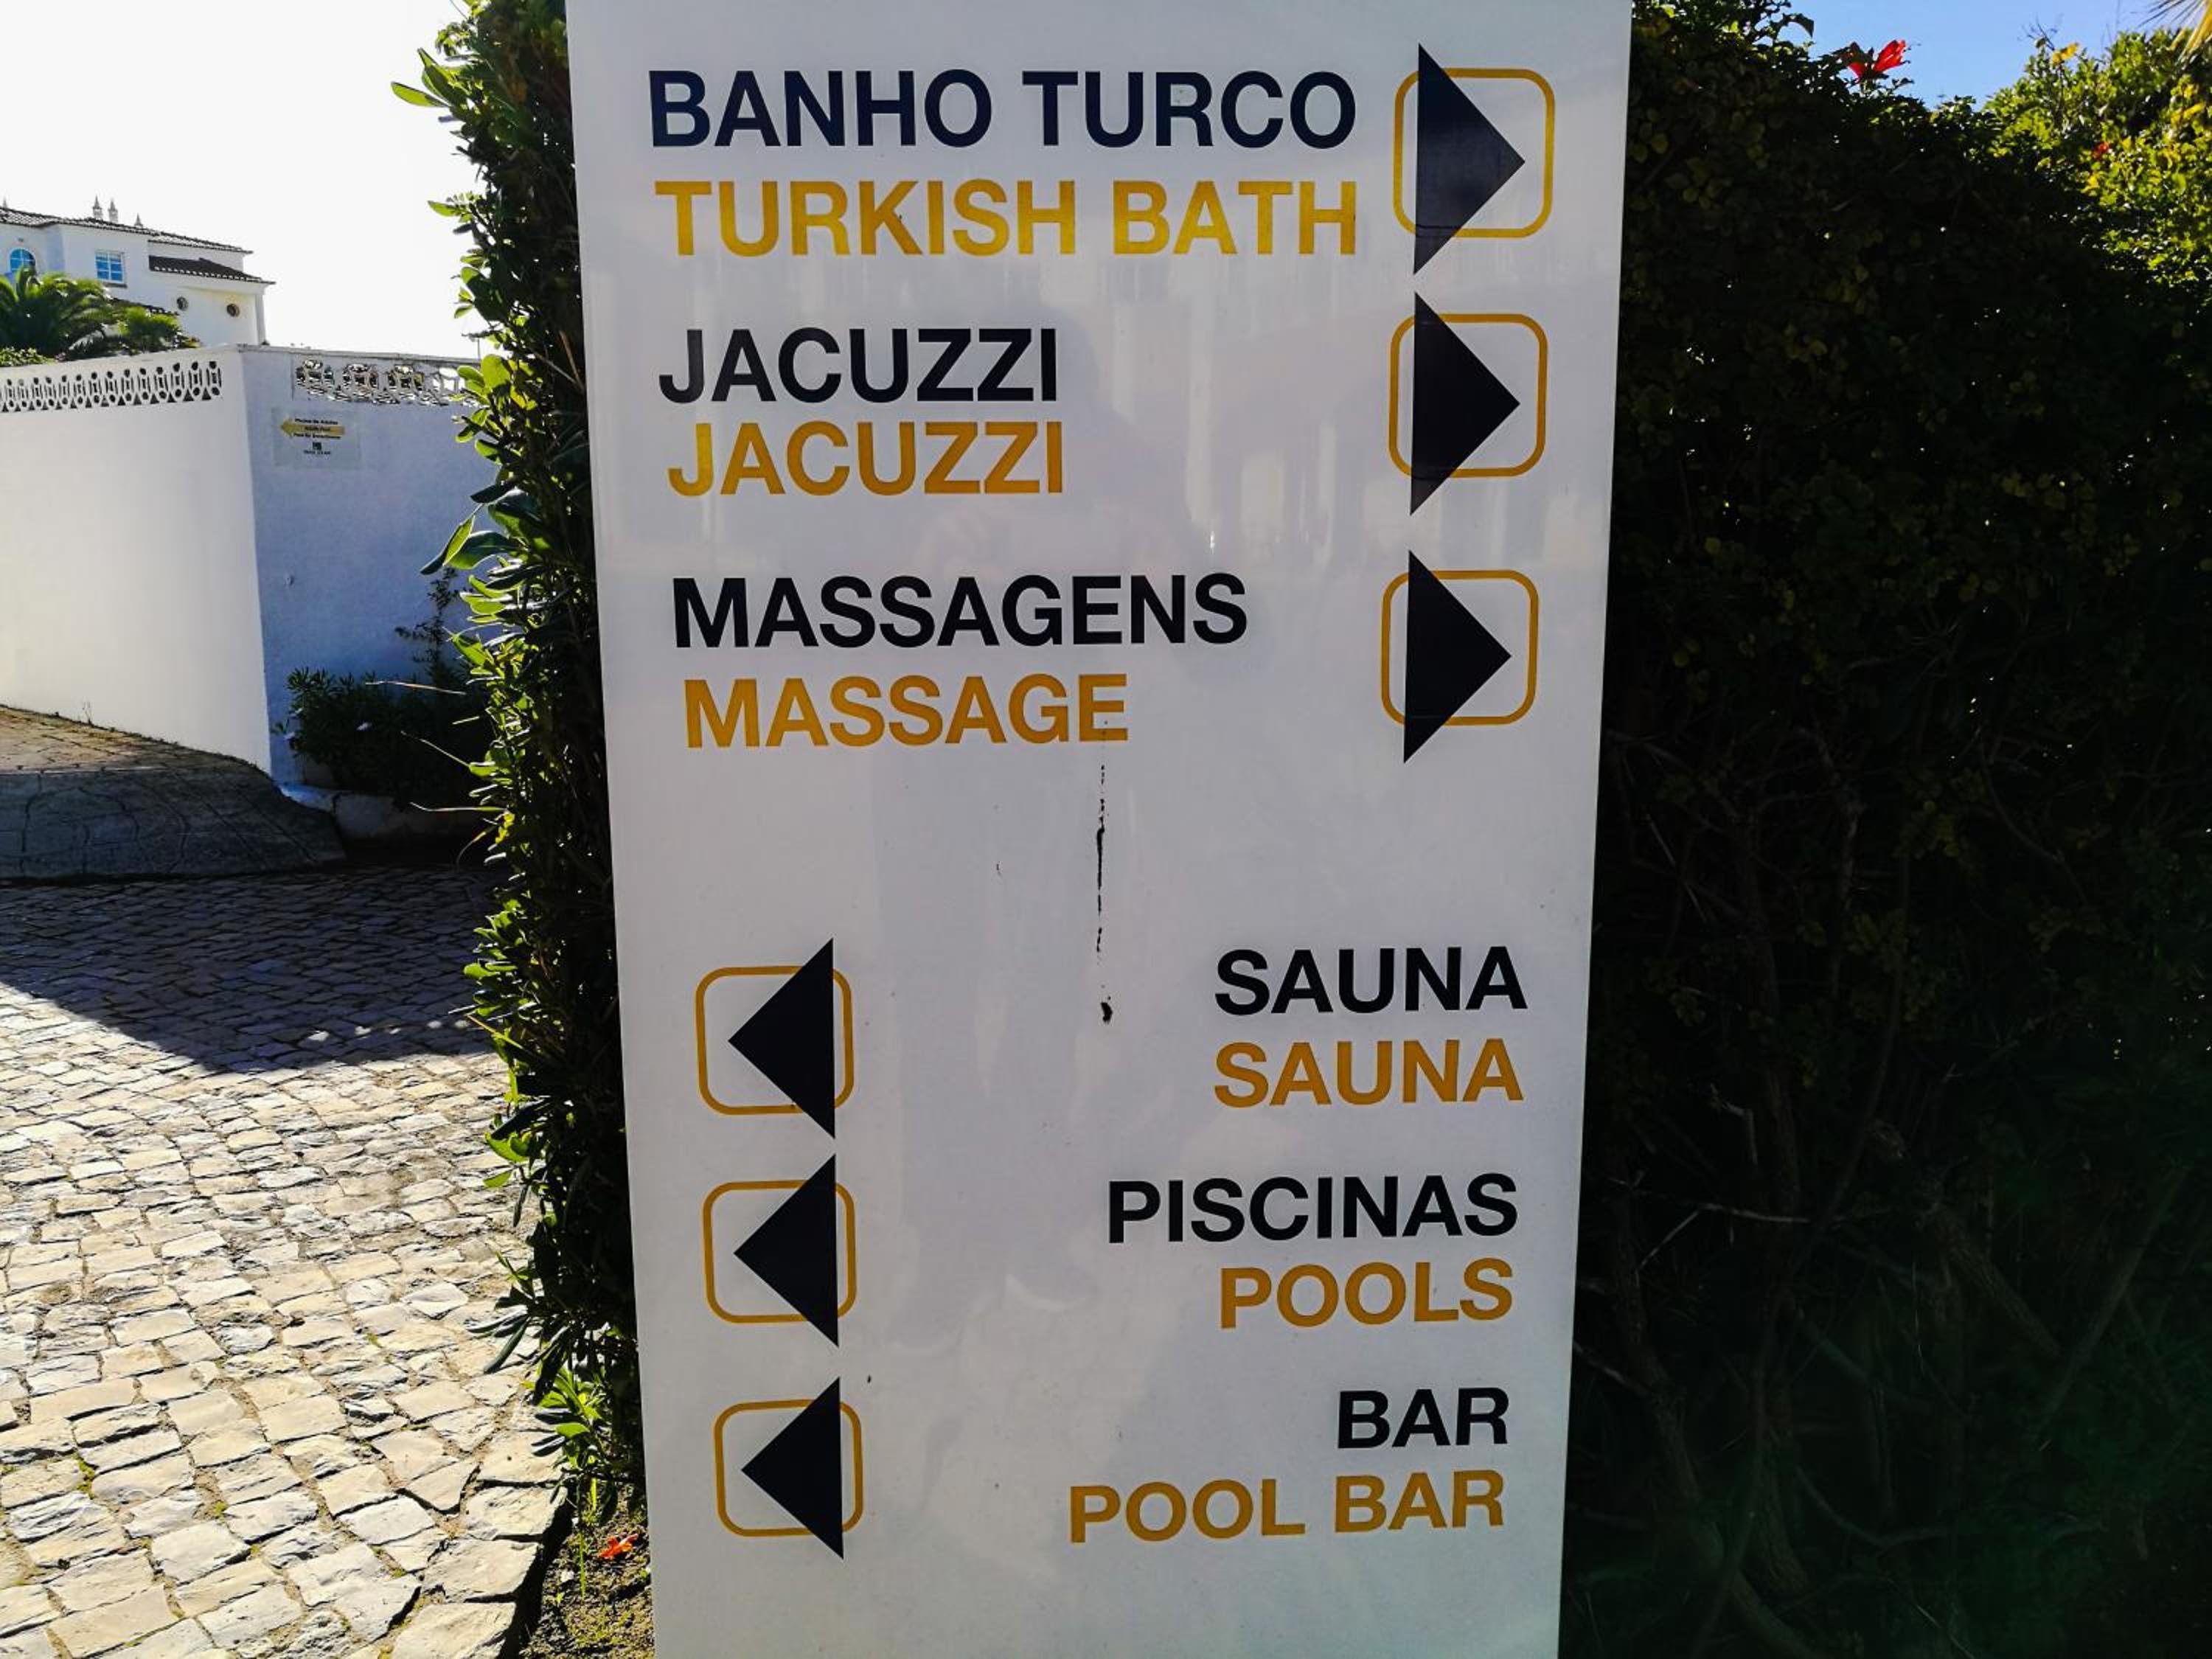 BANHO TURCO
TURKISH BATH
JACUZZI
JACUZZI
MASSAGENS
MASSAGE
SAUNA
SAUNA
PISCINAS
POOLS
BAR
POOL BAR